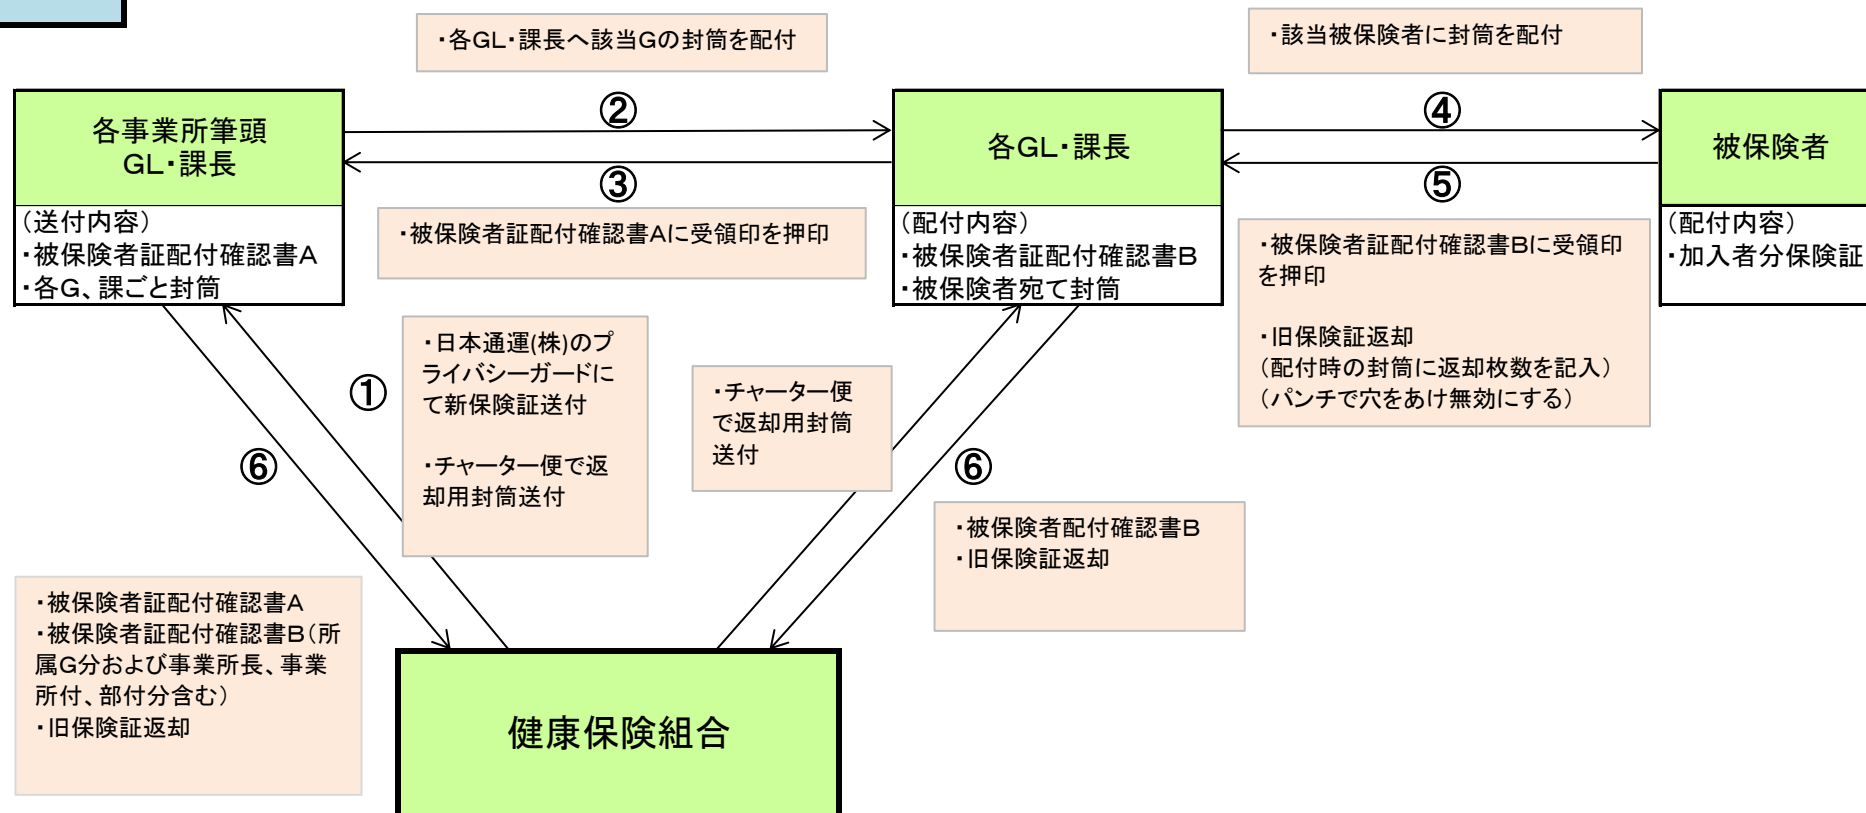 ・各GL・課長へ該当Gの封筒を配付
・該当被保険者に封筒を配付
各事業所筆頭
GL・課長
②
③
各GL・課長
④
⑤
被保険者
(送付内容)
・被保険者証配付確認書A
・各G、課ごと封筒
・被保険者証配付確認書Aに受領印を押印
(配付内容)
・被保険者証配付確認書B
・被保険者宛て封筒
・被保険者証配付確認書Bに受領印
を押印
・旧保険証返却
(配付時の封筒に返却枚数を記入)
(パンチで穴をあけ無効にする)
(配付内容)
・加入者分保険証
①
・日本通運(株)のプ
ライバシーガードに
て新保険証送付
・チャーター便で返
却用封筒送付
・チャーター便
で返却用封筒
送付
⑥
⑥
・被保険者配付確認書B
・旧保険証返却
・被保険者証配付確認書A
・被保険者証配付確認書B(所
属G分および事業所長、事業
所付、部付分含む)
・旧保険証返却
健康保険組合